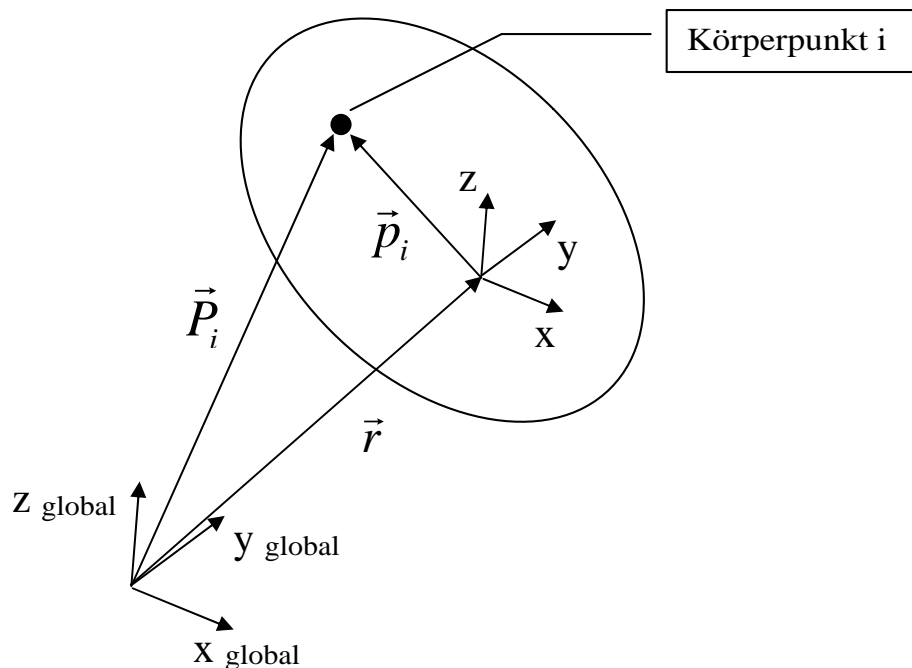 Körperpunkt i
z
p⃗ᵢ
y
P⃗ᵢ
x
r⃗
z global
y global
x global